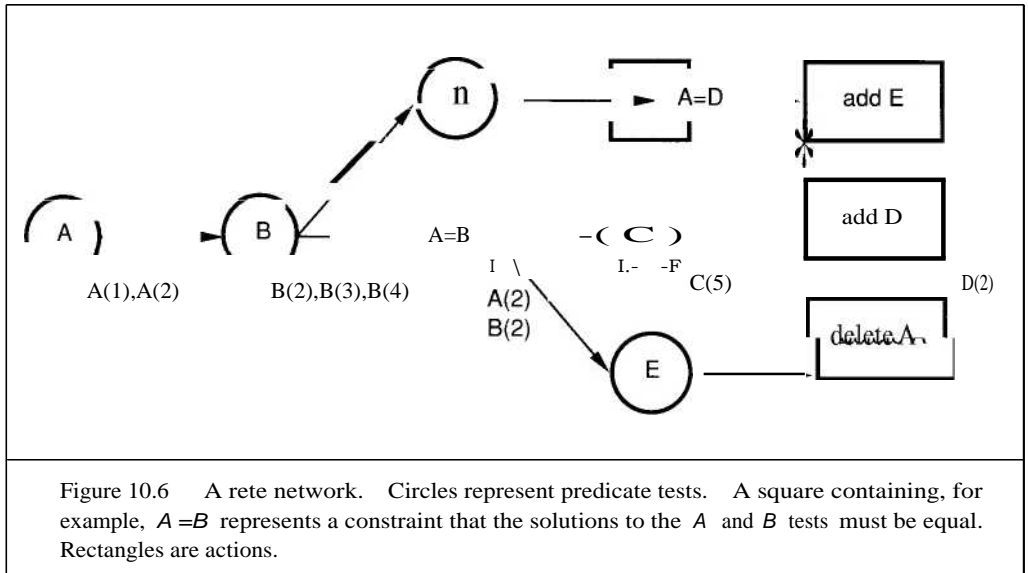 n
A=D
add E
A
B
A=B
C
add D
A(1),A(2)
B(2),B(3),B(4)
C(5)
D(2)
A(2)
B(2)
delete A
E
Figure 10.6 A rete network. Circles represent predicate tests. A square containing, for
example, A=B represents a constraint that the solutions to the A and B tests must be equal.
Rectangles are actions.